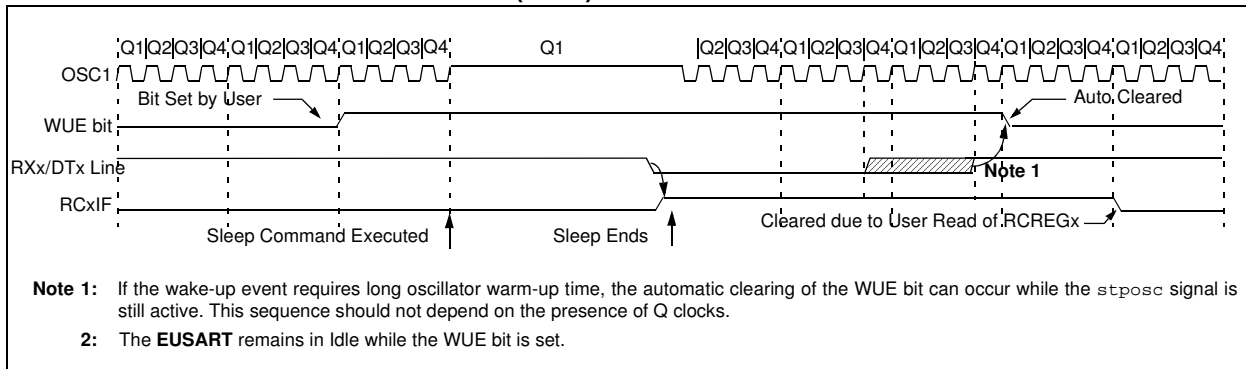 Q1|Q2|Q3|Q4|Q1|Q2|Q3|Q4|Q1|Q2|Q3|Q4 Q1 |Q2|Q3|Q4|Q1|Q2|Q3|Q4|Q1|Q2|Q3|Q4|Q1|Q2|Q3|Q4|Q1|Q2|Q3|Q4
OSC1
Bit Set by User
Auto Cleared
WUE bit
RXx/DTx Line
Note 1
RCxIF
Cleared due to User Read of RCREGx
Sleep Command Executed
Sleep Ends
Note 1: If the wake-up event requires long oscillator warm-up time, the automatic clearing of the WUE bit can occur while the stposc signal is
still active. This sequence should not depend on the presence of Q clocks.
2: The EUSART remains in Idle while the WUE bit is set.